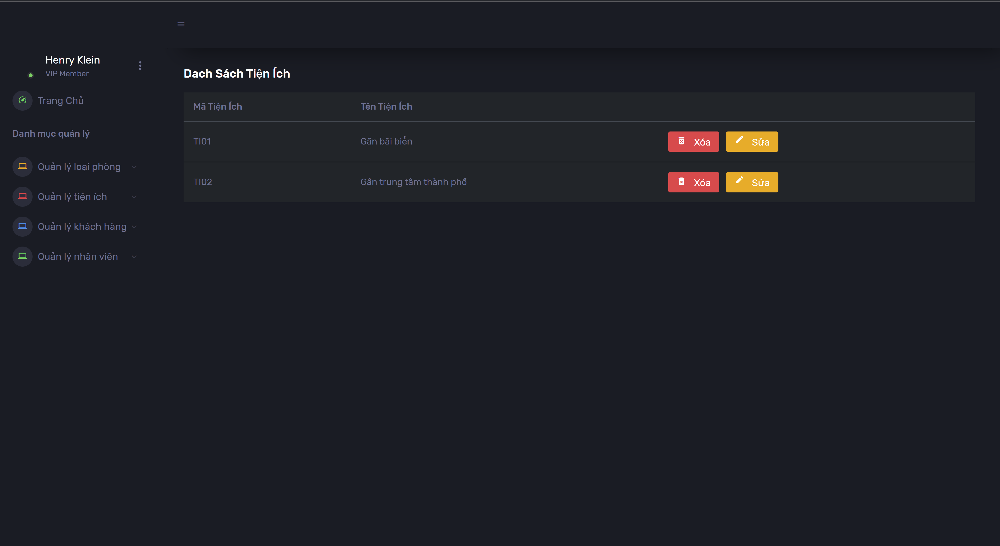 Henry Klein
VIP Member
Trang Chủ
Danh mục quản lý
Quản lý loại phòng
Quản lý tiện ích
Quản lý khách hàng
Quản lý nhân viên
Dach Sách Tiện Ích
Mã Tiện Ích Tên Tiện Ích
TI01 Gần bãi biển Xóa Sửa
TI02 Gần trung tâm thành phố Xóa Sửa